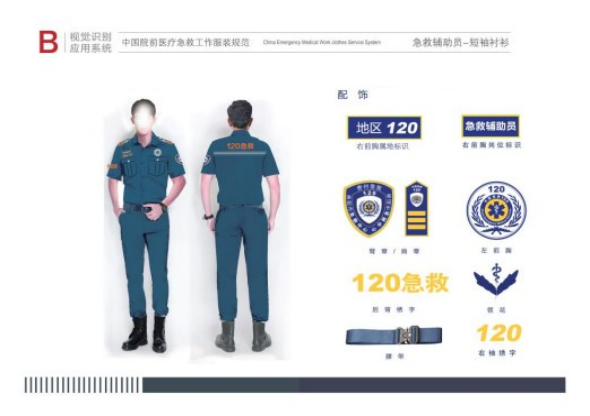 B
视觉识别
应用系统
中国院前医疗急救工作服装规范
China Emergency Medical Work clothes Service System
急救辅助员-短袖衬衫
配 饰
120急救
地区 120
右前胸属地标识
急救辅助员
右前胸岗位标识
120
臂 章 / 肩 章
左 前 胸
120急救
后 背 绣 字
领 花
腰 带
120
右 袖 绣 字